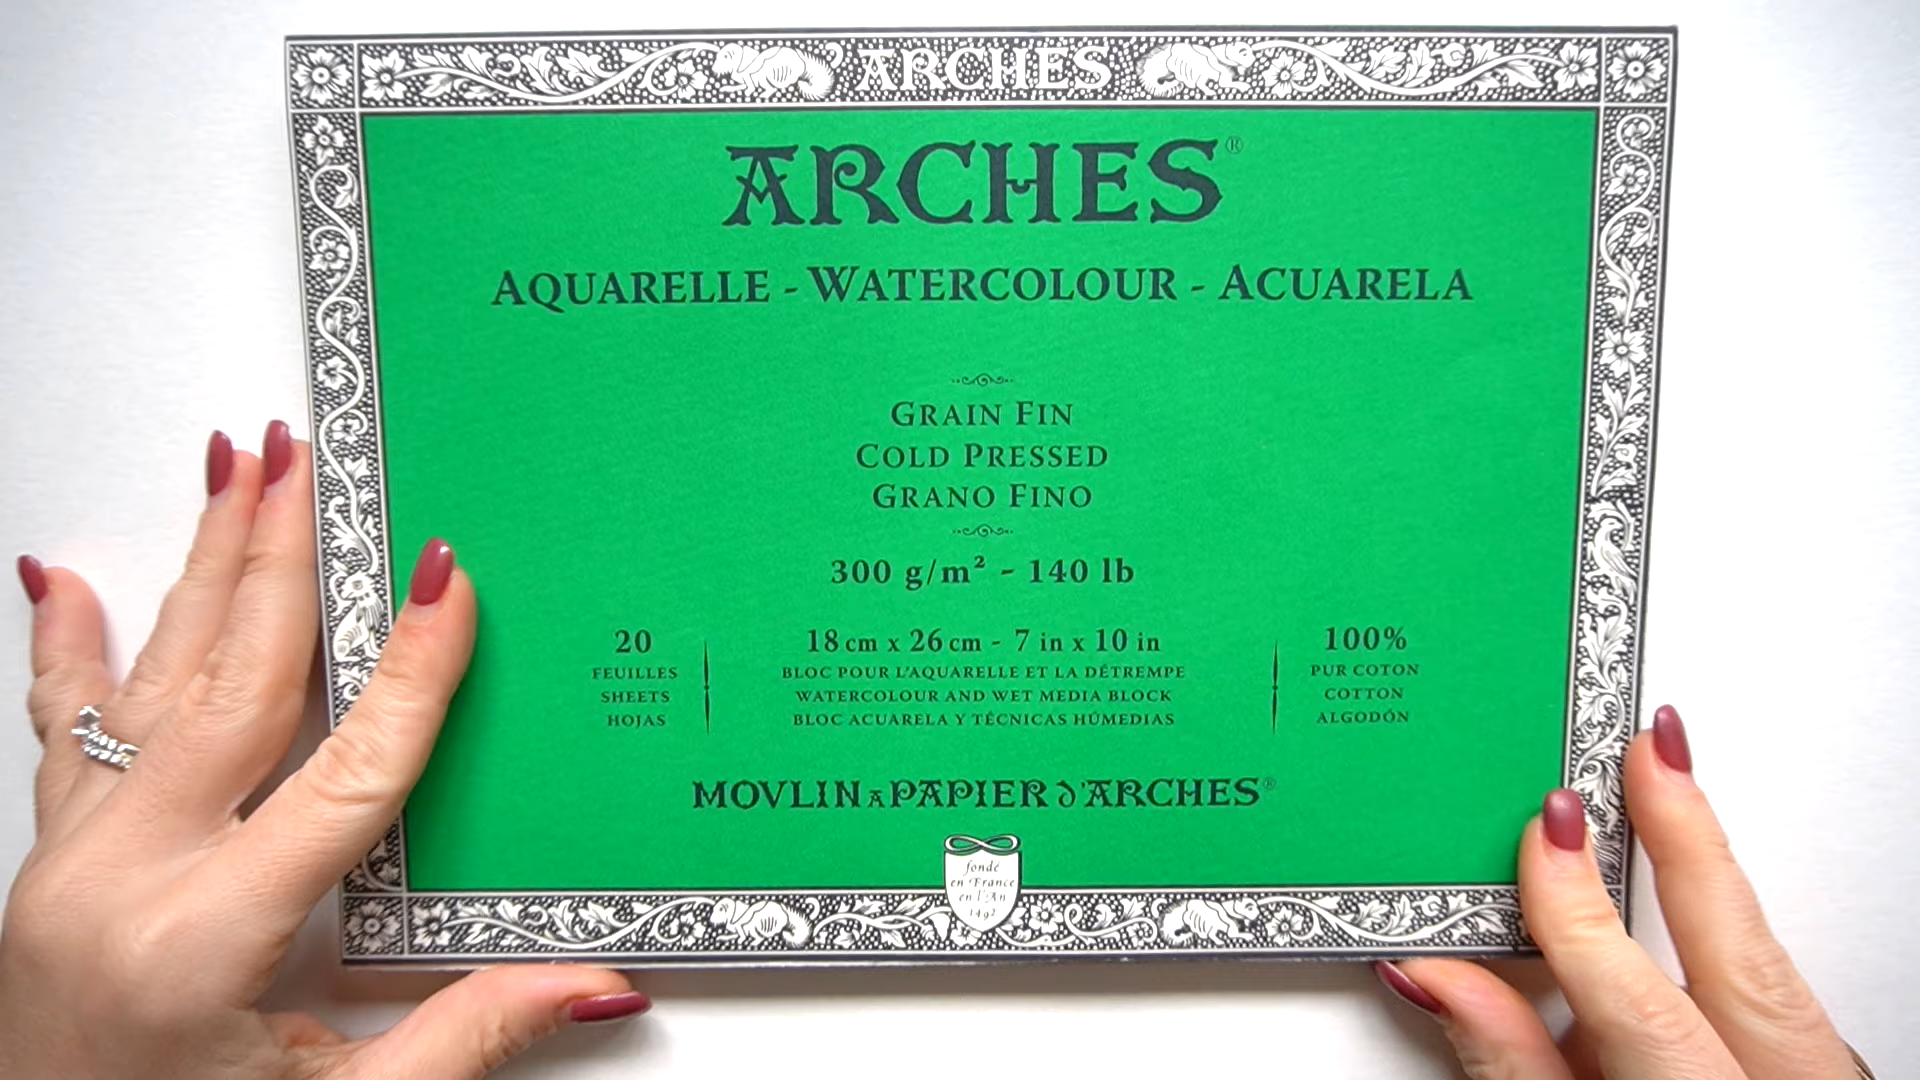 ARCHES
ARCHES®
AQUARELLE - WATERCOLOUR - ACUARELA
GRAIN FIN
COLD PRESSED
GRANO FINO
300 g/m² - 140 lb
20
FEUILLES
SHEETS
HOJAS
18 cm x 26 cm - 7 in x 10 in
BLOC POUR L'AQUARELLE ET LA DÉTREMPE
WATERCOLOUR AND WET MEDIA BLOCK
BLOC ACUARELA Y TÉCNICAS HÚMEDIAS
100%
PUR COTON
COTTON
ALGODÓN
MOVLIN A PAPIER d'ARCHES®
fondé
en France
en l'An
1492